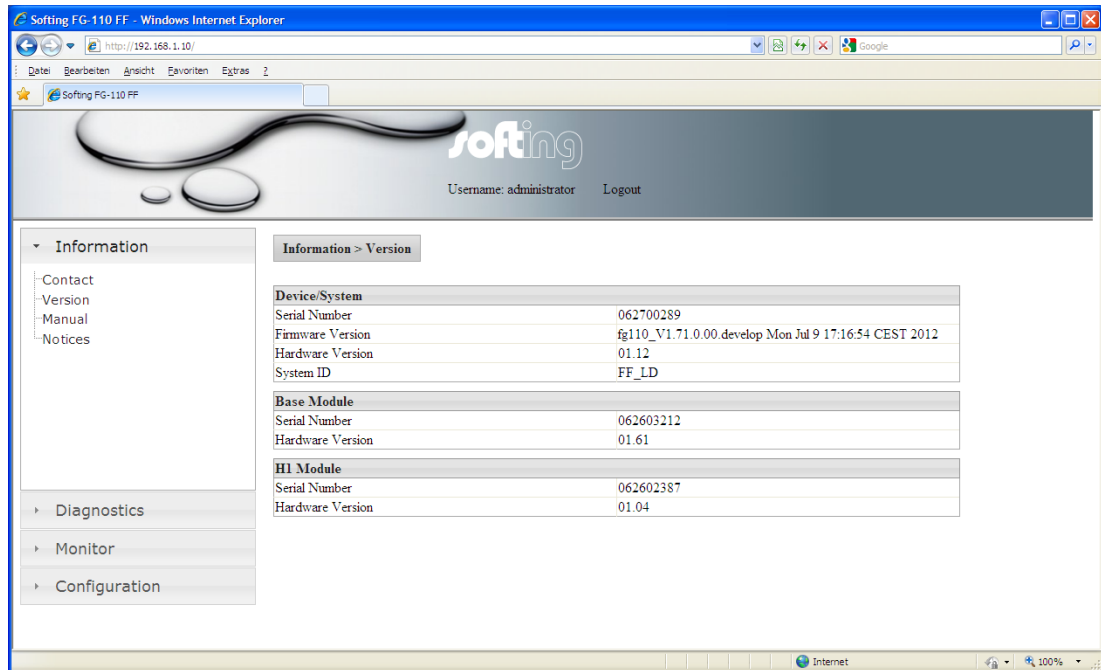 Softing FG-110 FF - Windows Internet Explorer
http://192.168.1.10/
Google
Datei Bearbeiten Ansicht Favoriten Extras ?
Softing FG-110 FF
softing
Username: administrator Logout
Information
Contact
Version
Manual
Notices
Diagnostics
Monitor
Configuration
Information > Version
Device/System
Serial Number 062700289
Firmware Version fg110_V1.71.0.00.develop Mon Jul 9 17:16:54 CEST 2012
Hardware Version 01.12
System ID FF_LD
Base Module
Serial Number 062603212
Hardware Version 01.61
H1 Module
Serial Number 062602387
Hardware Version 01.04
Internet 100%